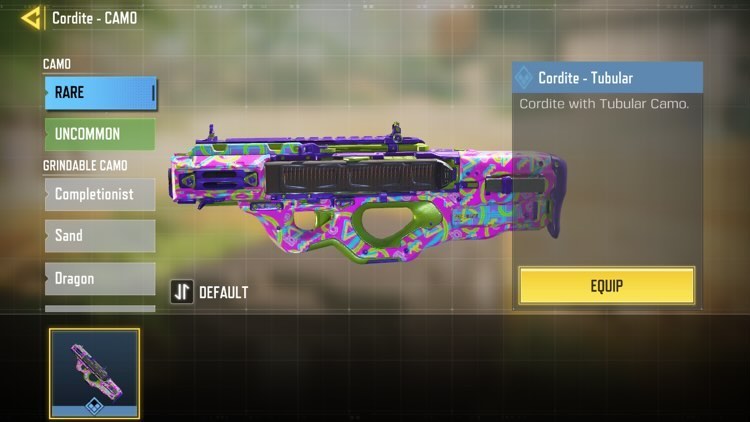 Cordite - CAMO
CAMO
RARE
UNCOMMON
GRINDABLE CAMO
Completionist
Sand
Dragon
DEFAULT
Cordite - Tubular
Cordite with Tubular Camo.
EQUIP